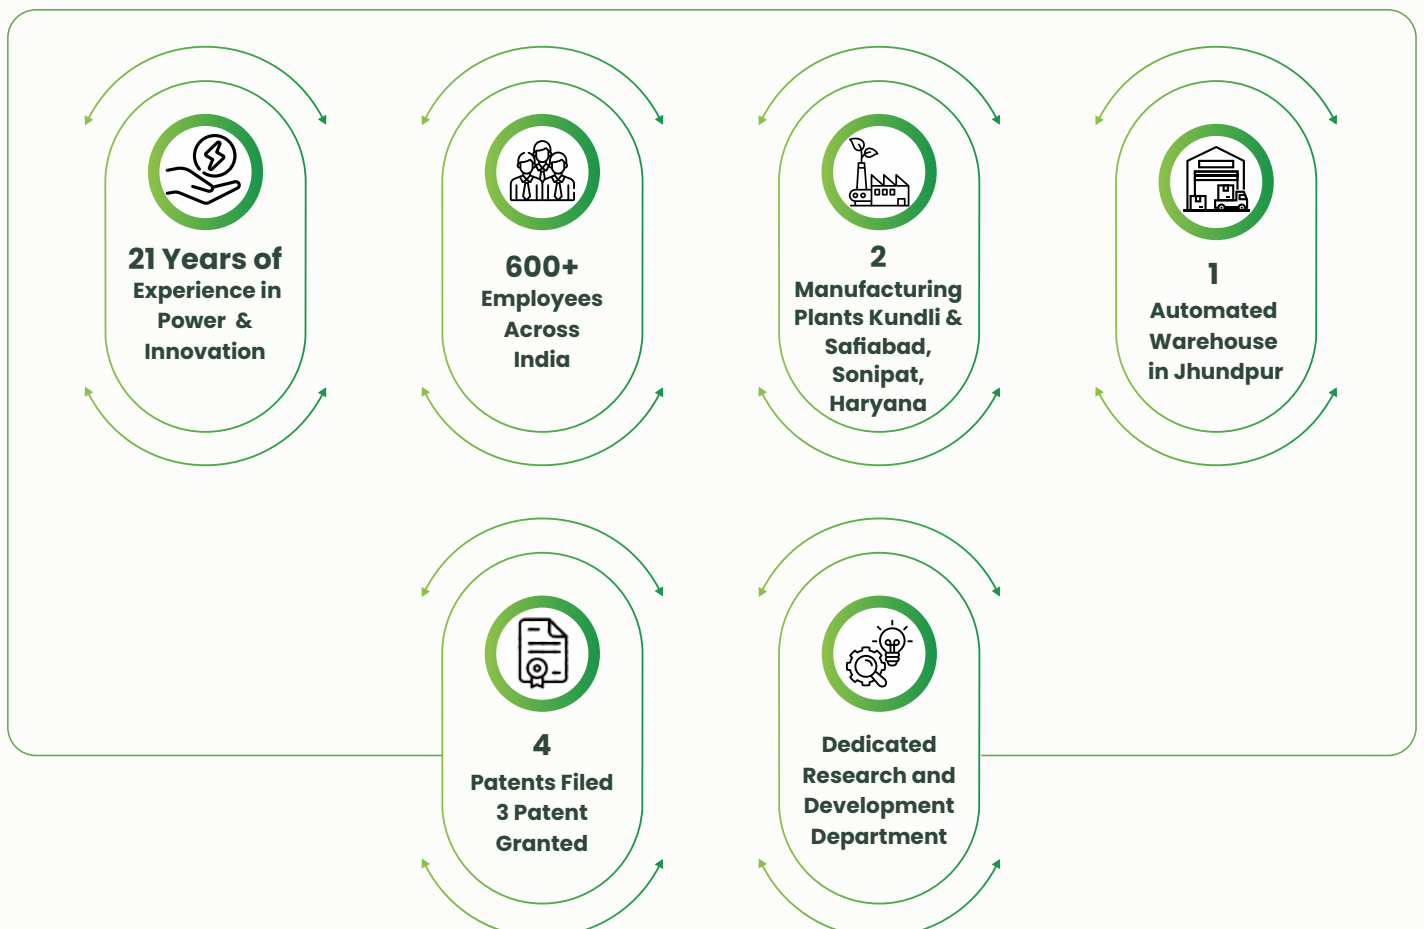 21 Years of
Experience in
Power &
Innovation
600+
Employees
Across
India
2
Manufacturing
Plants Kundli &
Safiabad,
Sonipat,
Haryana
1
Automated
Warehouse
in Jhundpur
4
Patents Filed
3 Patent
Granted
Dedicated
Research and
Development
Department